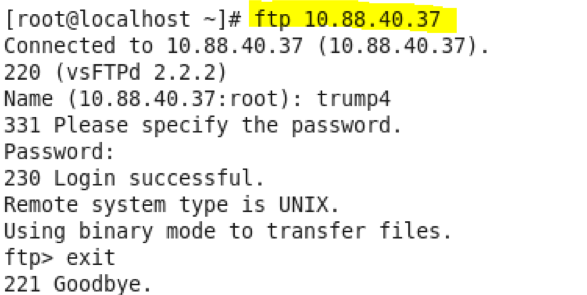 [root@localhost ~]# ftp 10.88.40.37
Connected to 10.88.40.37 (10.88.40.37).
220 (vsFTPd 2.2.2)
Name (10.88.40.37:root): trump4
331 Please specify the password.
Password:
230 Login successful.
Remote system type is UNIX.
Using binary mode to transfer files.
ftp> exit
221 Goodbye.